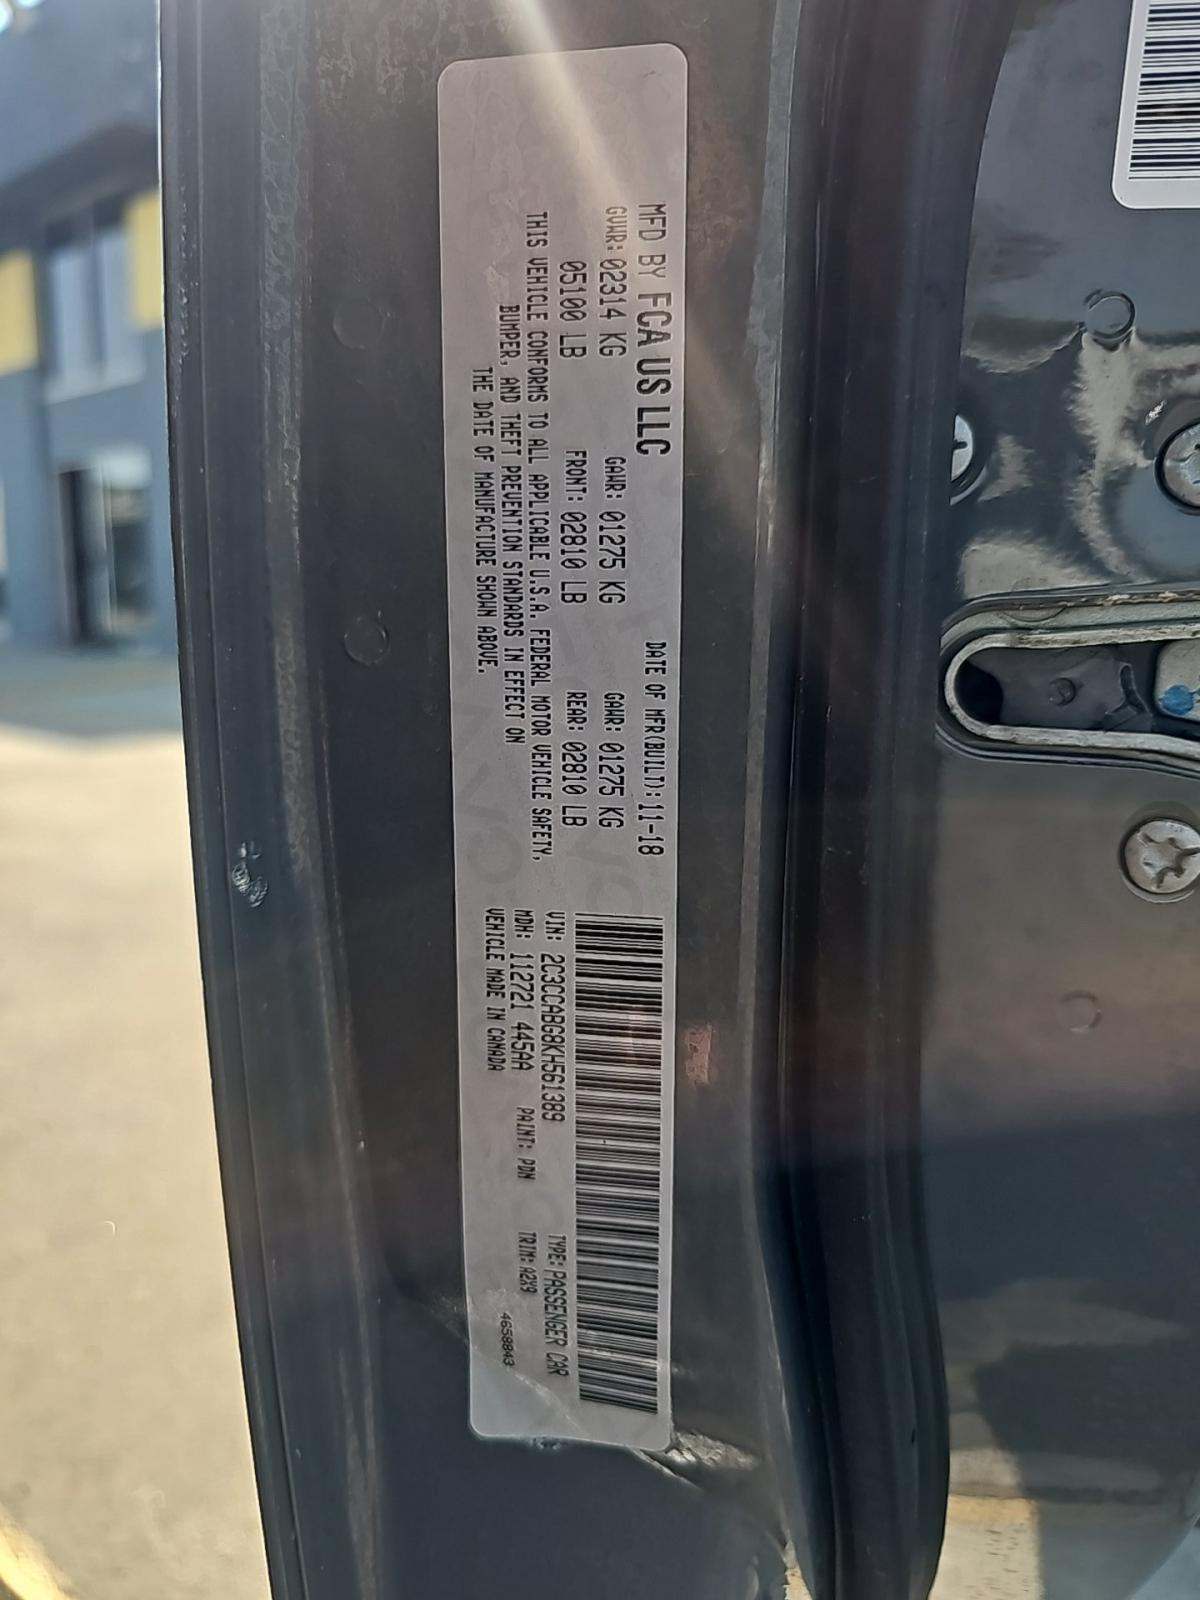 MFD BY FCA US LLC
DATE OF MFR(BUILT): 11-18
GVWR: 02314 KG GAWR: 01275 KG GAWR: 01275 KG
05100 LB FRONT: 02810 LB REAR: 02810 LB
THIS VEHICLE CONFORMS TO ALL APPLICABLE U.S.A. FEDERAL MOTOR VEHICLE SAFETY,
BUMPER, AND THEFT PREVENTION STANDARDS IN EFFECT ON
THE DATE OF MANUFACTURE SHOWN ABOVE.
VIN: 2C3CCABG8KH561389 TYPE: PASSENGER CAR
MDH: 112721 445AA PAINT: PDN TRIM: A2X9
VEHICLE MADE IN CANADA 4658843